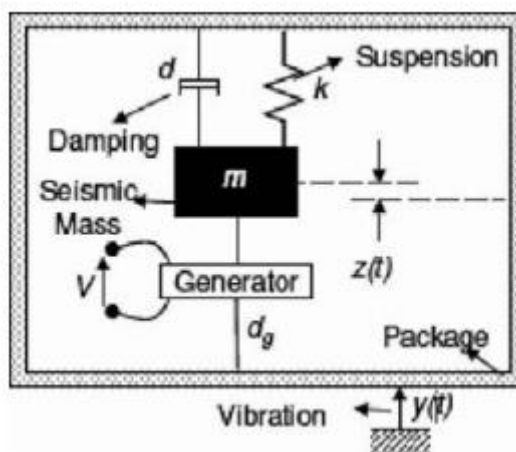 d
Suspension
k
Damping
m
Seismic
Mass
z(t)
V
Generator
d_g
Package
Vibration
y(t)